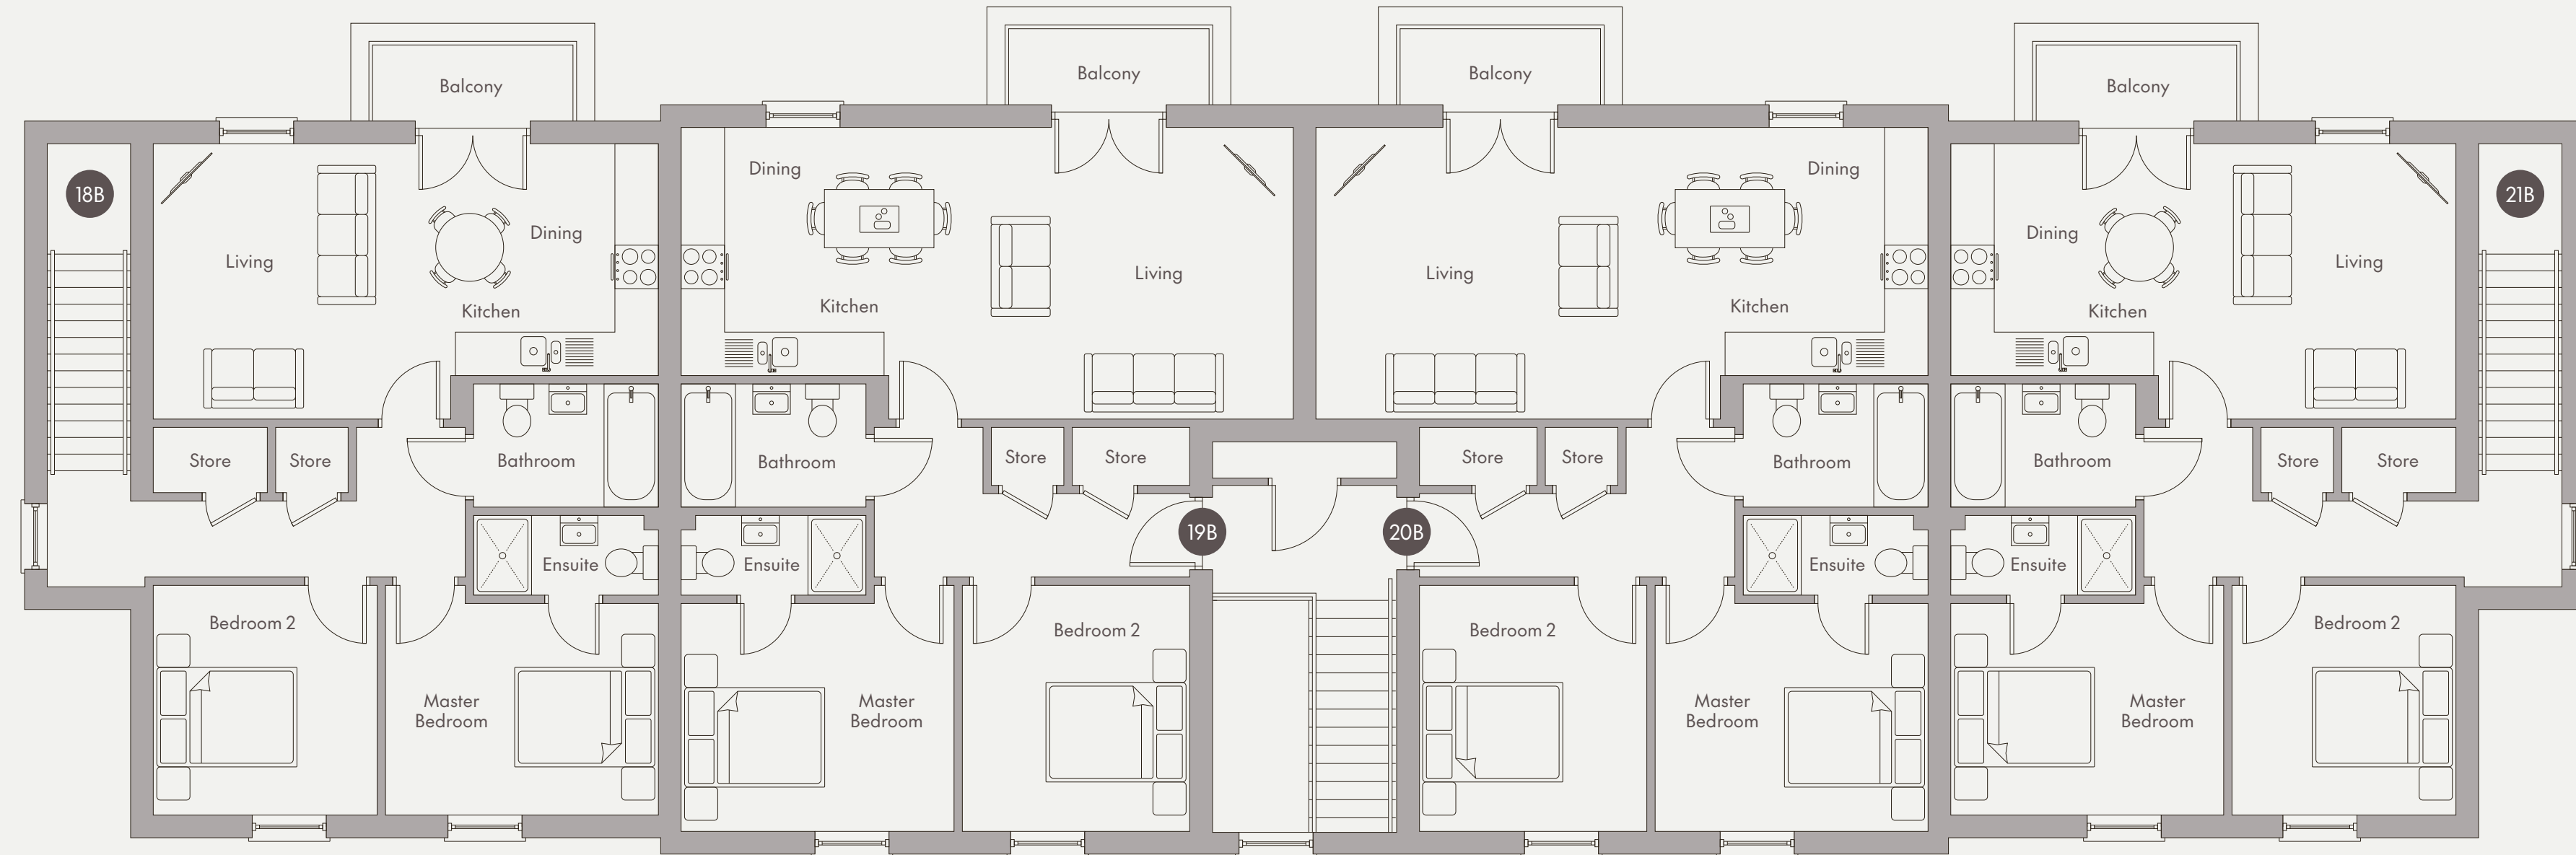 Balcony
Balcony
Balcony
Balcony
18B
Living
Dining
Kitchen
Dining
Kitchen
Living
Living
Dining
Kitchen
Dining
Kitchen
Living
21B
Store
Store
Bathroom
Bathroom
Store
Store
Store
Store
Bathroom
Bathroom
Store
Store
Ensuite
Ensuite
19B
20B
Ensuite
Ensuite
Bedroom 2
Master
Bedroom
Master
Bedroom
Bedroom 2
Bedroom 2
Master
Bedroom
Master
Bedroom
Bedroom 2